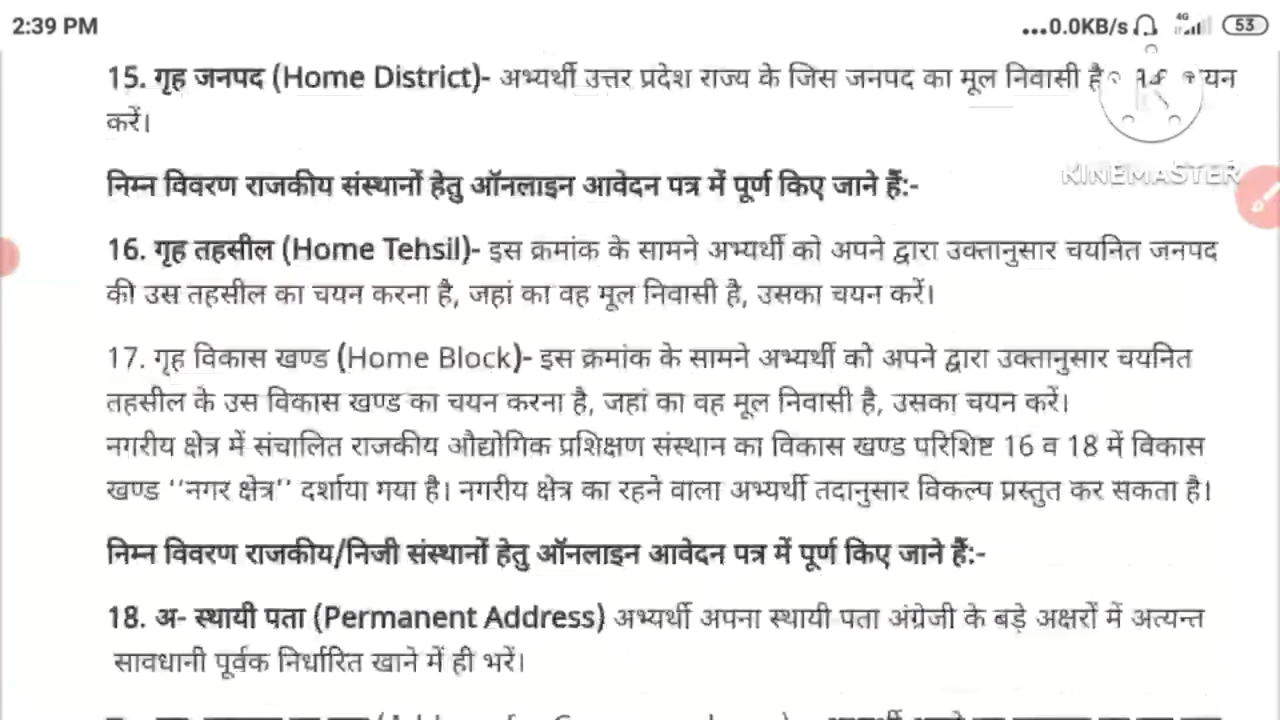 2:39 PM
...0.0KB/s 4G 53
15. गृह जनपद (Home District)- अभ्यर्थी उत्तर प्रदेश राज्य के जिस जनपद का मूल निवासी है
करें।
KINEMASTER
निम्न विवरण राजकीय संस्थानों हेतु ऑनलाइन आवेदन पत्र में पूर्ण किए जाने हैं:-
16. गृह तहसील (Home Tehsil)- इस क्रमांक के सामने अभ्यर्थी को अपने द्वारा उक्तानुसार चयनित जनपद
की उस तहसील का चयन करना है, जहां का वह मूल निवासी है, उसका चयन करें।
17. गृह विकास खण्ड (Home Block)- इस क्रमांक के सामने अभ्यर्थी को अपने द्वारा उक्तानुसार चयनित
तहसील के उस विकास खण्ड का चयन करना है, जहां का वह मूल निवासी है, उसका चयन करें।
नगरीय क्षेत्र में संचालित राजकीय औद्योगिक प्रशिक्षण संस्थान का विकास खण्ड परिशिष्ट 16 व 18 में विकास
खण्ड ‘‘नगर क्षेत्र’’ दर्शाया गया है। नगरीय क्षेत्र का रहने वाला अभ्यर्थी तदानुसार विकल्प प्रस्तुत कर सकता है।
निम्न विवरण राजकीय/निजी संस्थानों हेतु ऑनलाइन आवेदन पत्र में पूर्ण किए जाने हैं:-
18. अ- स्थायी पता (Permanent Address) अभ्यर्थी अपना स्थायी पता अंग्रेजी के बड़े अक्षरों में अत्यन्त
सावधानी पूर्वक निर्धारित खाने में ही भरें।